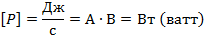 [P] = Дж/с = А · В = Вт (ватт)